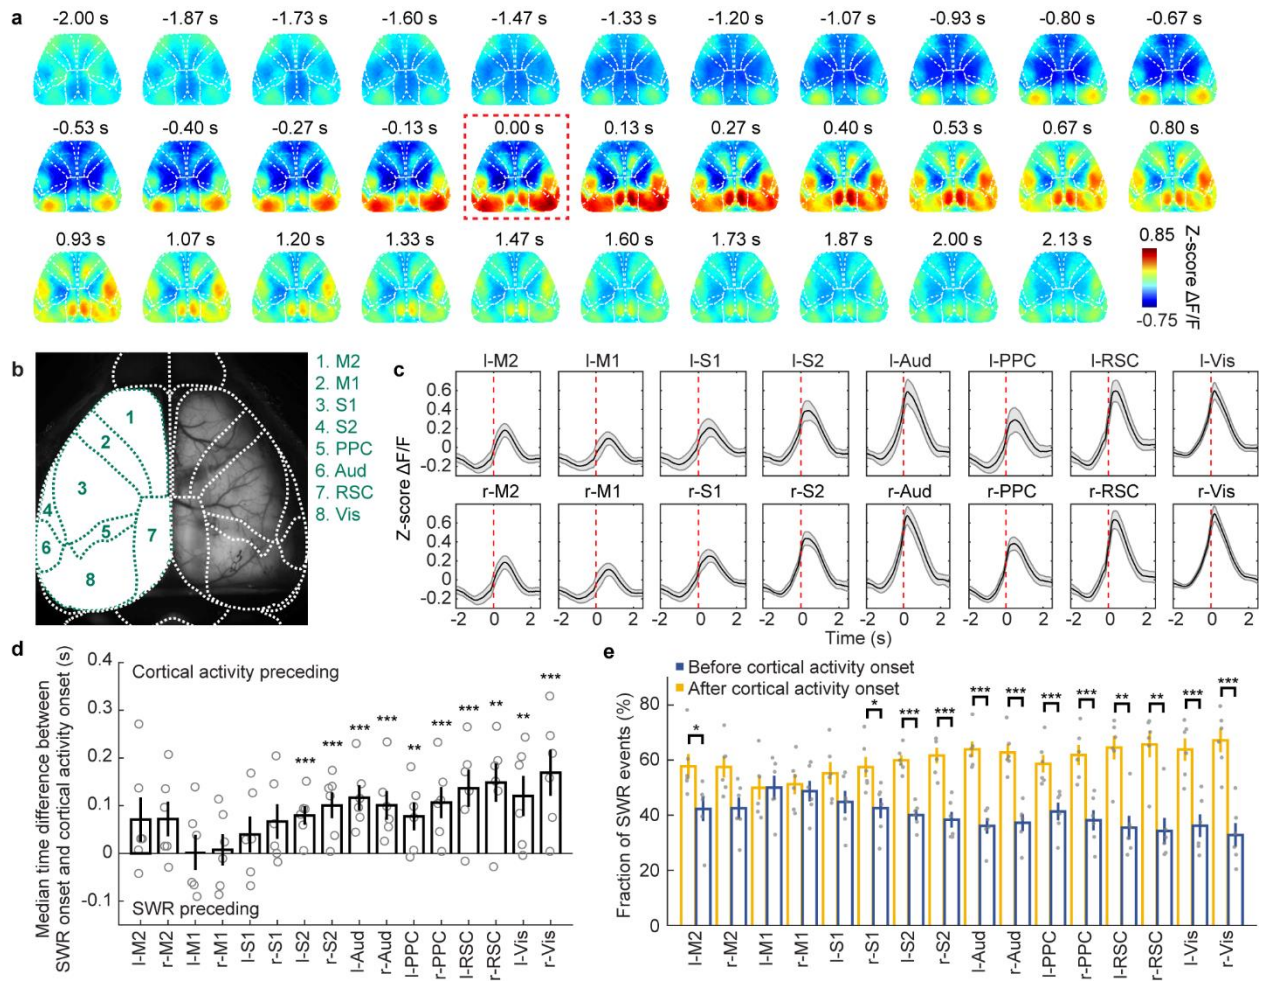 a
-2.00 s -1.87 s -1.73 s -1.60 s -1.47 s -1.33 s -1.20 s -1.07 s -0.93 s -0.80 s -0.67 s
-0.53 s -0.40 s -0.27 s -0.13 s 0.00 s 0.13 s 0.27 s 0.40 s 0.53 s 0.67 s 0.80 s
0.93 s 1.07 s 1.20 s 1.33 s 1.47 s 1.60 s 1.73 s 1.87 s 2.00 s 2.13 s
0.85
-0.75
Z-score ΔF/F
b
1. M2
2. M1
3. S1
4. S2
5. PPC
6. Aud
7. RSC
8. Vis
1
2
3
4
5
6
7
8
c
l-M2 l-M1 l-S1 l-S2 l-Aud l-PPC l-RSC l-Vis
0.6
0.4
0.2
0
-0.2
r-M2 r-M1 r-S1 r-S2 r-Aud r-PPC r-RSC r-Vis
0.6
0.4
0.2
0
-0.2
Z-score ΔF/F
-2 0 2 -2 0 2 -2 0 2 -2 0 2 -2 0 2 -2 0 2 -2 0 2 -2 0 2
Time (s)
d
Median time difference between
SWR onset and cortical activity onset (s)
0.4
0.3
0.2
0.1
0
-0.1
Cortical activity preceding
*** *** *** *** ** *** *** ** ** ***
SWR preceding
l-M2 r-M2 l-M1 r-M1 l-S1 r-S1 l-S2 r-S2 l-Aud r-Aud l-PPC r-PPC l-RSC r-RSC l-Vis r-Vis
e
Before cortical activity onset
After cortical activity onset
Fraction of SWR events (%)
80
60
40
20
0
* * *** *** *** *** *** *** ** ** *** ***
l-M2 r-M2 l-M1 r-M1 l-S1 r-S1 l-S2 r-S2 l-Aud r-Aud l-PPC r-PPC l-RSC r-RSC l-Vis r-Vis